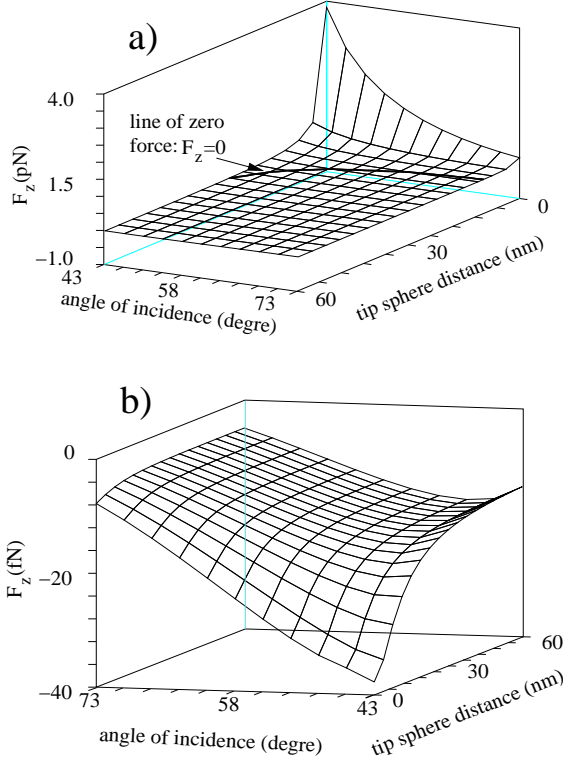 a)
4.0
line of zero
force: F_z=0
F_z(pN)
1.5
−1.0
0
30
60
43
58
73
tip sphere distance (nm)
angle of incidence (degre)
b)
0
F_z(fN)
−20
−40
73
58
43
0
30
60
tip sphere distance (nm)
angle of incidence (degre)